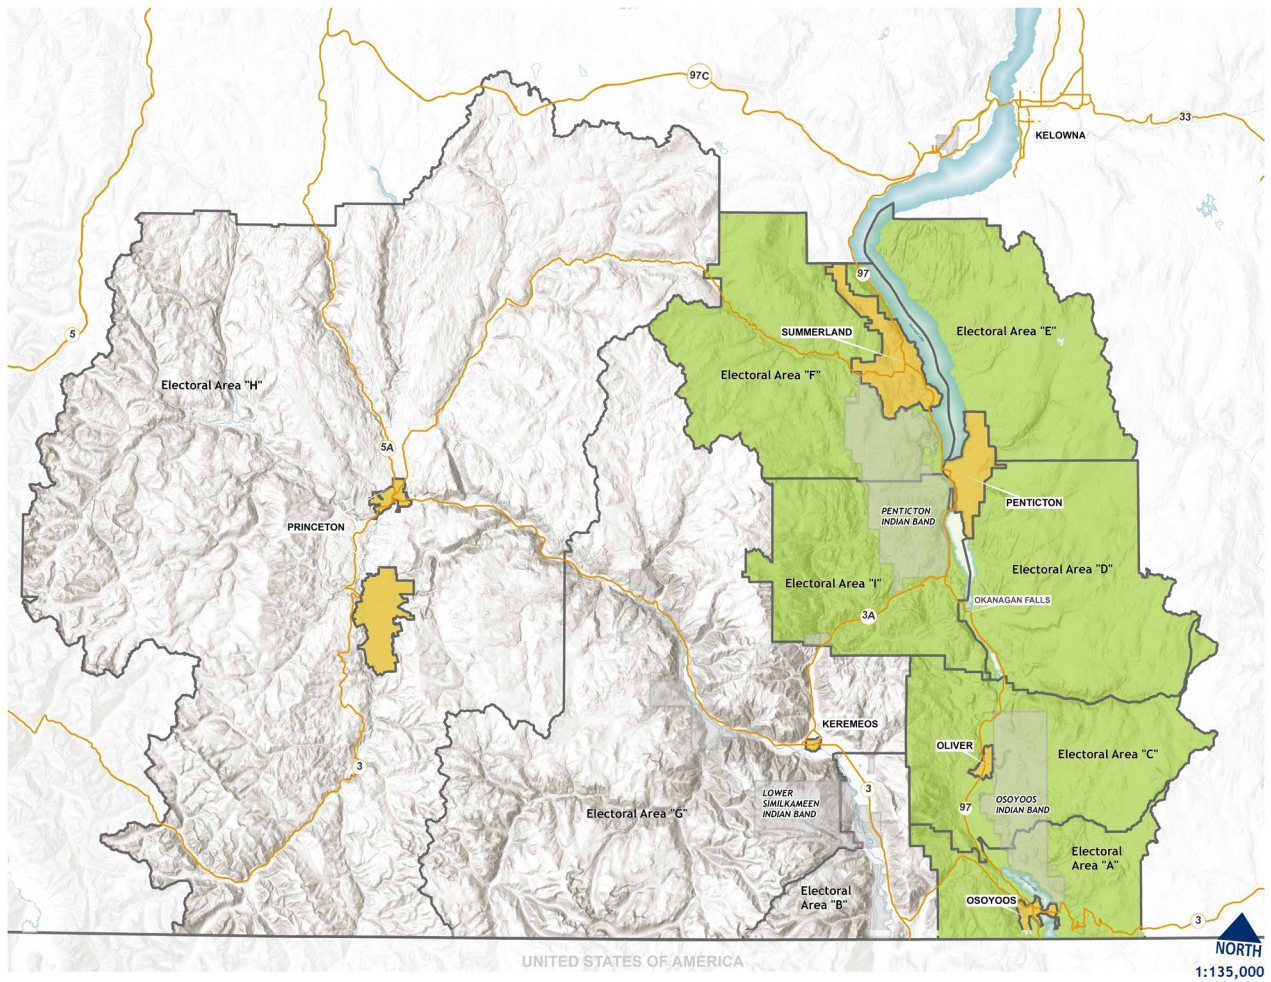 97C
33
KELOWNA
97
5
SUMMERLAND
Electoral Area "E"
Electoral Area "F"
Electoral Area "H"
5A
PENTICTON
PENTICTON
INDIAN BAND
PRINCETON
Electoral Area "D"
Electoral Area "I"
OKANAGAN FALLS
3A
KEREMEOS
OLIVER
Electoral Area "C"
3
3
LOWER
SIMILKAMEEN
INDIAN BAND
OSOYOOS
INDIAN BAND
97
Electoral Area "G"
Electoral
Area "A"
Electoral
Area "B"
OSOYOOS
3
NORTH
UNITED STATES OF AMERICA
1:135,000